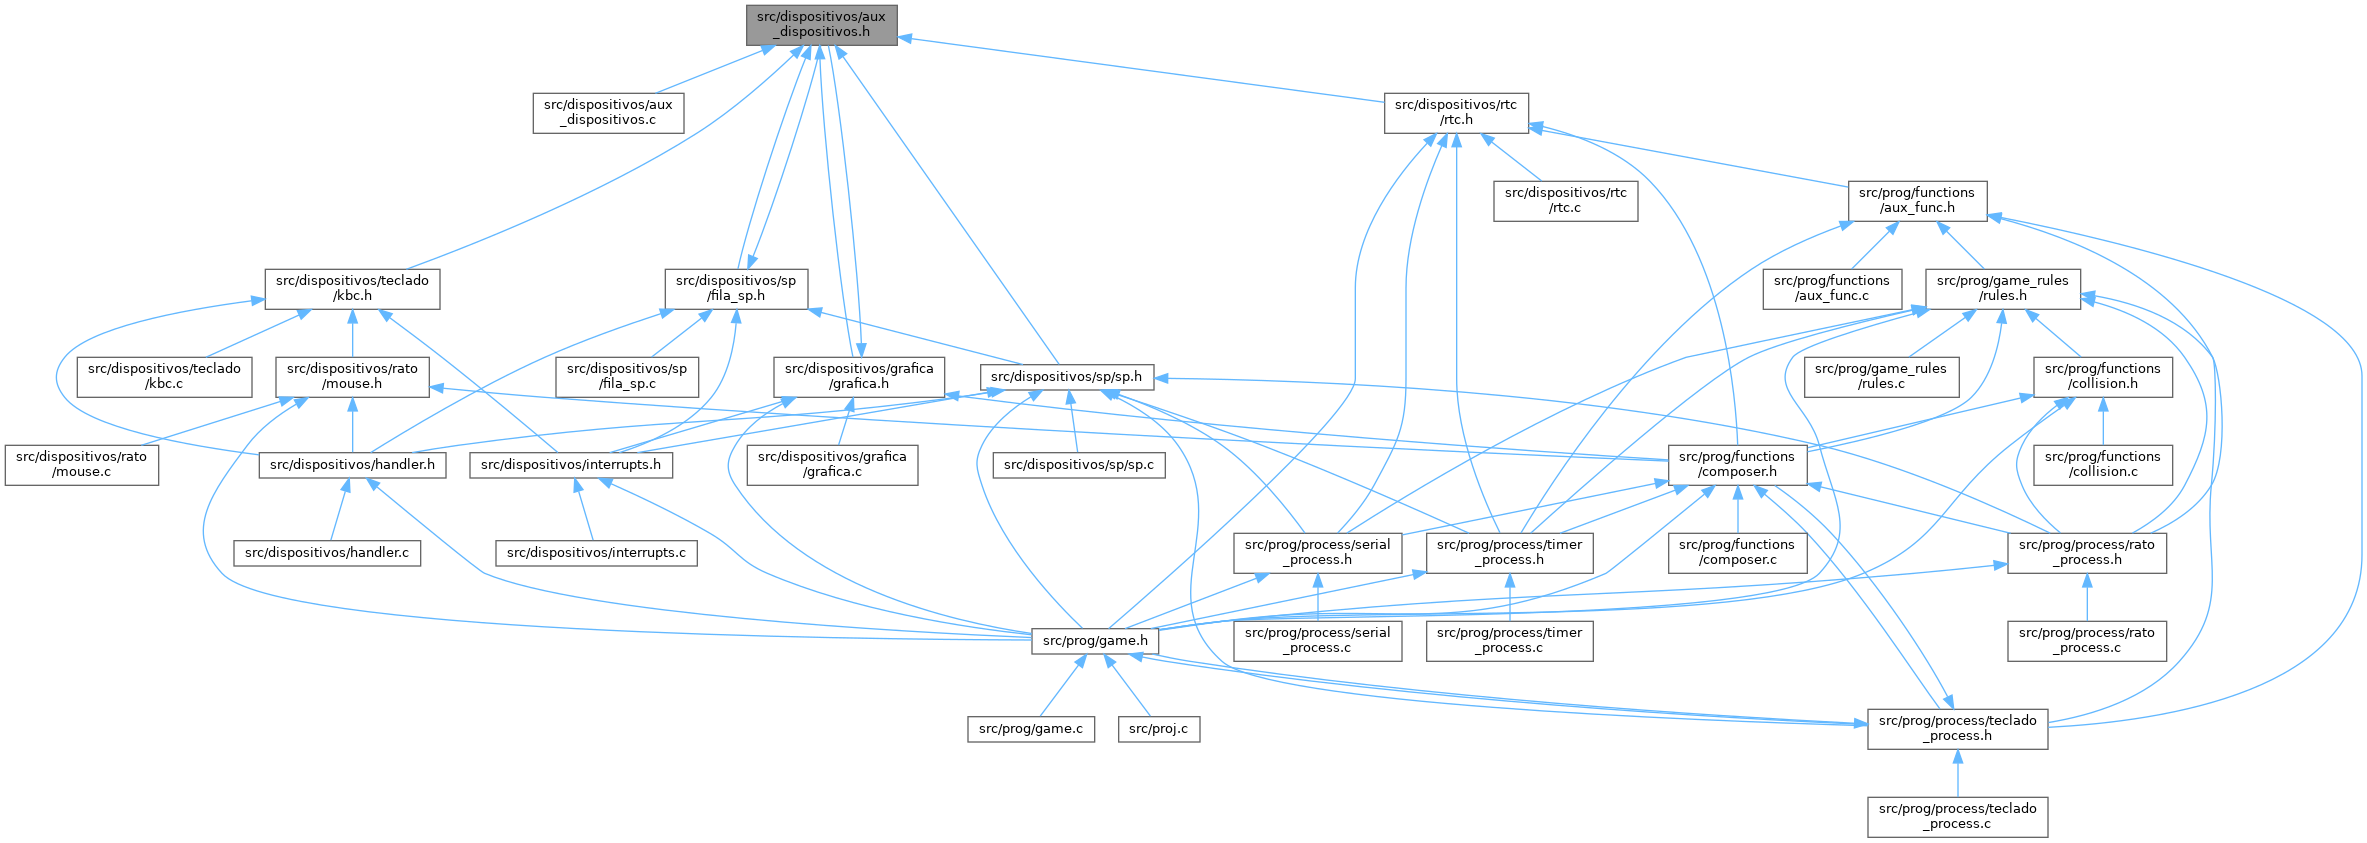 src/dispositivos/aux
_dispositivos.h
src/dispositivos/aux
_dispositivos.c
src/dispositivos/rtc
/rtc.h
src/dispositivos/rtc
/rtc.c
src/prog/functions
/aux_func.h
src/dispositivos/teclado
/kbc.h
src/dispositivos/sp
/fila_sp.h
src/prog/functions
/aux_func.c
src/prog/game_rules
/rules.h
src/dispositivos/teclado
/kbc.c
src/dispositivos/rato
/mouse.h
src/dispositivos/sp
/fila_sp.c
src/dispositivos/grafica
/grafica.h
src/dispositivos/sp/sp.h
src/prog/game_rules
/rules.c
src/prog/functions
/collision.h
src/dispositivos/rato
/mouse.c
src/dispositivos/handler.h
src/dispositivos/interrupts.h
src/dispositivos/grafica
/grafica.c
src/dispositivos/sp/sp.c
src/prog/functions
/composer.h
src/prog/functions
/collision.c
src/dispositivos/handler.c
src/dispositivos/interrupts.c
src/prog/process/serial
_process.h
src/prog/process/timer
_process.h
src/prog/functions
/composer.c
src/prog/process/rato
_process.h
src/prog/game.h
src/prog/process/serial
_process.c
src/prog/process/timer
_process.c
src/prog/process/rato
_process.c
src/prog/game.c
src/proj.c
src/prog/process/teclado
_process.h
src/prog/process/teclado
_process.c